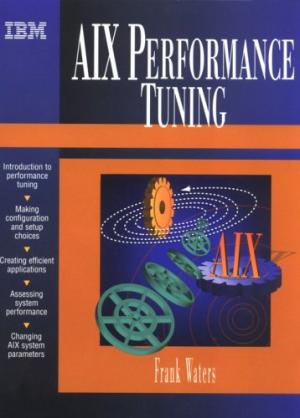 IBM
AIX PERFORMANCE
TUNING
Introduction to
performance
tuning
Making
configuration
and setup
choices
Creating efficient
applications
Assessing
system
performance
Changing
AIX system
parameters
AIX
Frank Waters